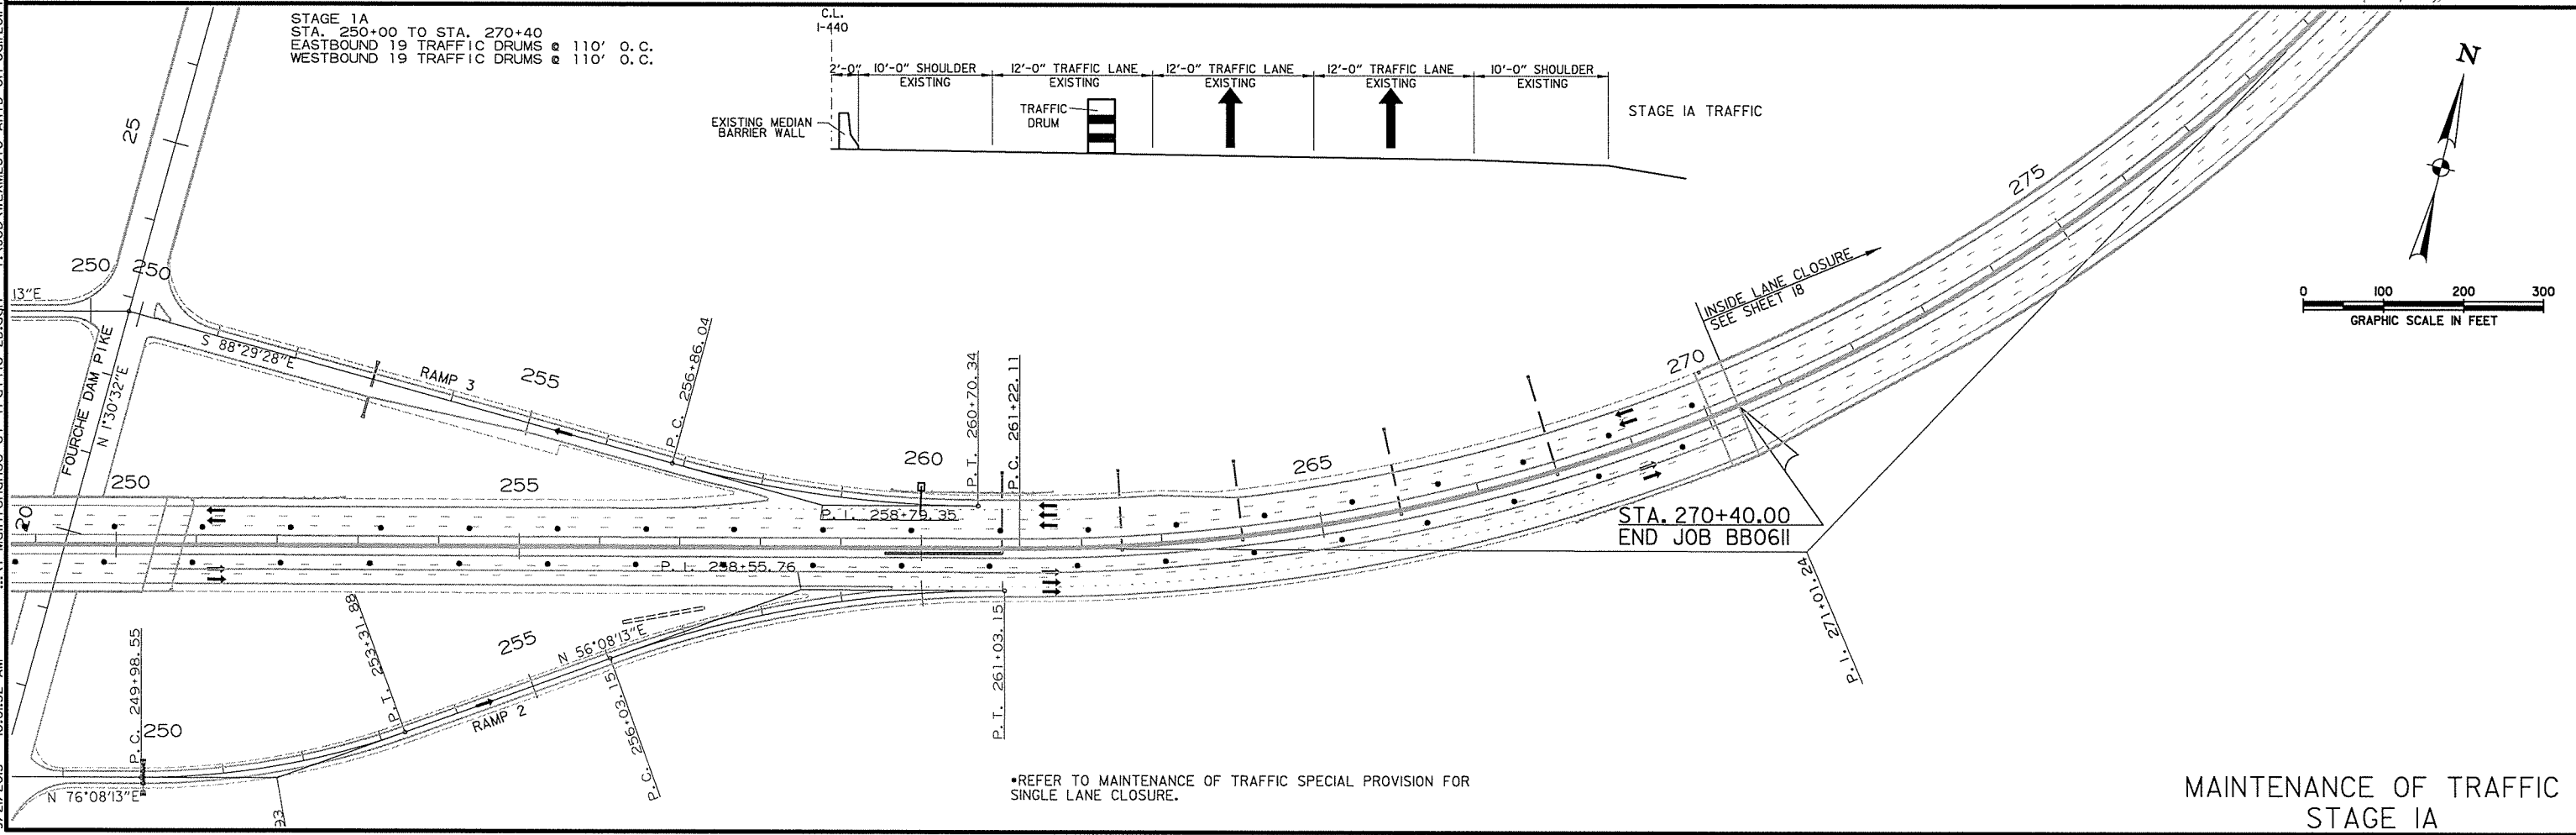 STAGE 1A
STA. 250+00 TO STA. 270+40
EASTBOUND 19 TRAFFIC DRUMS @ 110' O.C.
WESTBOUND 19 TRAFFIC DRUMS @ 110' O.C.
C.L.
I-440
2'-0" 10'-0" SHOULDER 12'-0" TRAFFIC LANE 12'-0" TRAFFIC LANE 12'-0" TRAFFIC LANE 10'-0" SHOULDER
EXISTING EXISTING EXISTING EXISTING EXISTING
TRAFFIC
DRUM
EXISTING MEDIAN
BARRIER WALL
STAGE 1A TRAFFIC
N
0 100 200 300
GRAPHIC SCALE IN FEET
25
275
250 250
13"E
INSIDE LANE CLOSURE
SEE SHEET 18
S 88°29'28"E
RAMP 3
255
P.C. 256+86.04
P.T. 260+70.34
P.C. 261+22.11
270
FOURCHE DAM PIKE
N 1°30'32"E
250
255
260
265
20
P.I. 258+79.35
STA. 270+40.00
END JOB BB0611
P.I. 258+55.76
P.I. 271+01.24
P.C. 249+98.55
250
P.T. 253+31.88
255
N 56°08'13"E
RAMP 2
P.C. 256+03.15
P.T. 261+03.15
N 76°08'13"E
93
•REFER TO MAINTENANCE OF TRAFFIC SPECIAL PROVISION FOR
SINGLE LANE CLOSURE.
MAINTENANCE OF TRAFFIC
STAGE 1A